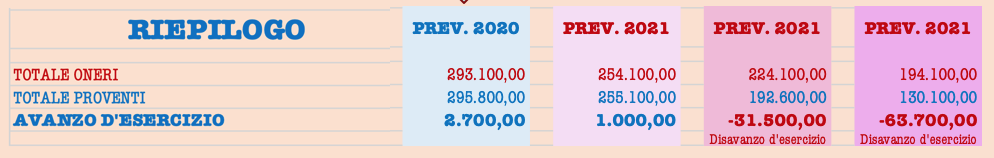 RIEPILOGO PREV. 2020 PREV. 2021 PREV. 2021 PREV. 2021
TOTALE ONERI 293.100,00 254.100,00 224.100,00 194.100,00
TOTALE PROVENTI 295.800,00 255.100,00 192.600,00 130.100,00
AVANZO D'ESERCIZIO 2.700,00 1.000,00 -31.500,00 -63.700,00
Disavanzo d'esercizio Disavanzo d'esercizio